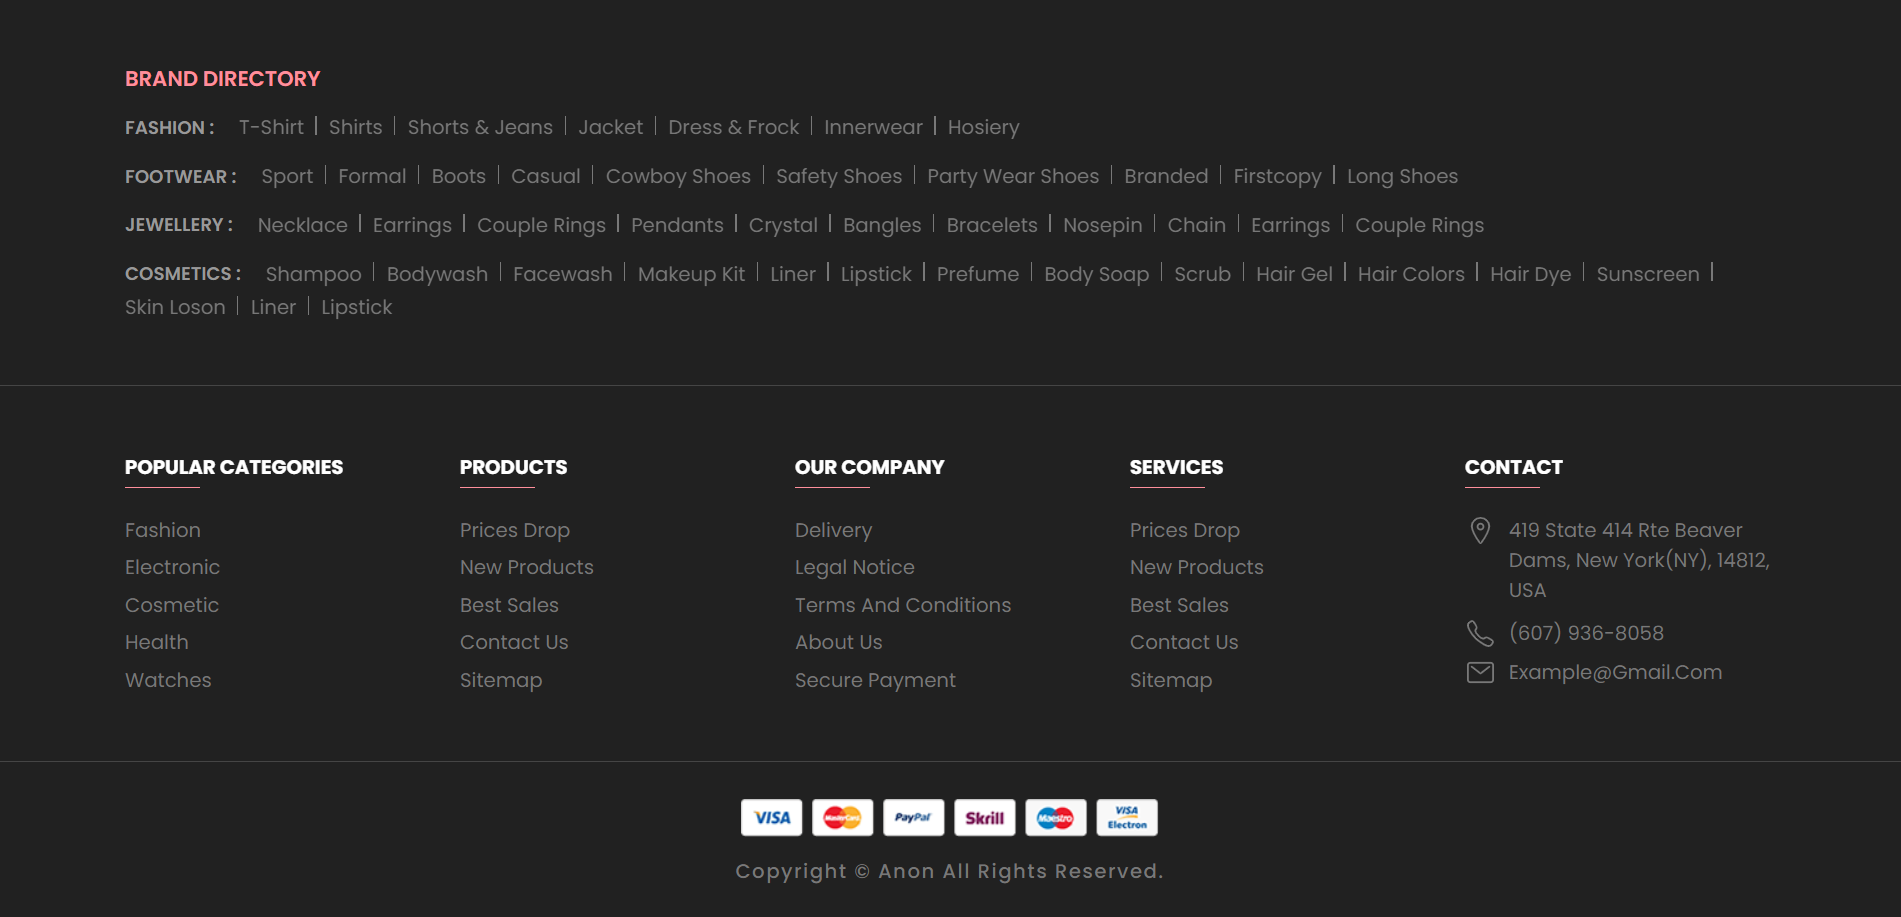 BRAND DIRECTORY
FASHION : T-Shirt | Shirts | Shorts & Jeans | Jacket | Dress & Frock | Innerwear | Hosiery
FOOTWEAR : Sport | Formal | Boots | Casual | Cowboy Shoes | Safety Shoes | Party Wear Shoes | Branded | Firstcopy | Long Shoes
JEWELLERY : Necklace | Earrings | Couple Rings | Pendants | Crystal | Bangles | Bracelets | Nosepin | Chain | Earrings | Couple Rings
COSMETICS : Shampoo | Bodywash | Facewash | Makeup Kit | Liner | Lipstick | Prefume | Body Soap | Scrub | Hair Gel | Hair Colors | Hair Dye | Sunscreen |
Skin Loson | Liner | Lipstick
POPULAR CATEGORIES
Fashion
Electronic
Cosmetic
Health
Watches
PRODUCTS
Prices Drop
New Products
Best Sales
Contact Us
Sitemap
OUR COMPANY
Delivery
Legal Notice
Terms And Conditions
About Us
Secure Payment
SERVICES
Prices Drop
New Products
Best Sales
Contact Us
Sitemap
CONTACT
419 State 414 Rte Beaver
Dams, New York(NY), 14812,
USA
(607) 936-8058
Example@Gmail.Com
VISA MasterCard PayPal Skrill Maestro VISA Electron
Copyright © Anon All Rights Reserved.